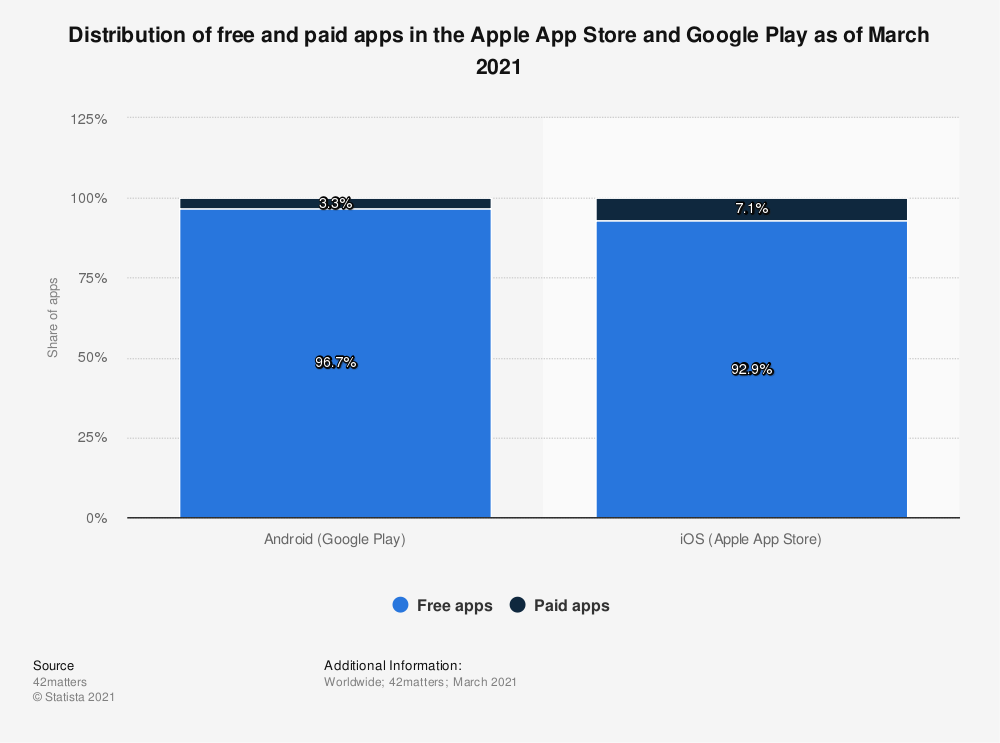 Distribution of free and paid apps in the Apple App Store and Google Play as of March
2021
125%
100%
75%
50%
25%
0%
Share of apps
3.3%
96.7%
7.1%
92.9%
Android (Google Play)
iOS (Apple App Store)
Free apps
Paid apps
Source
42matters
© Statista 2021
Additional Information:
Worldwide; 42matters; March 2021